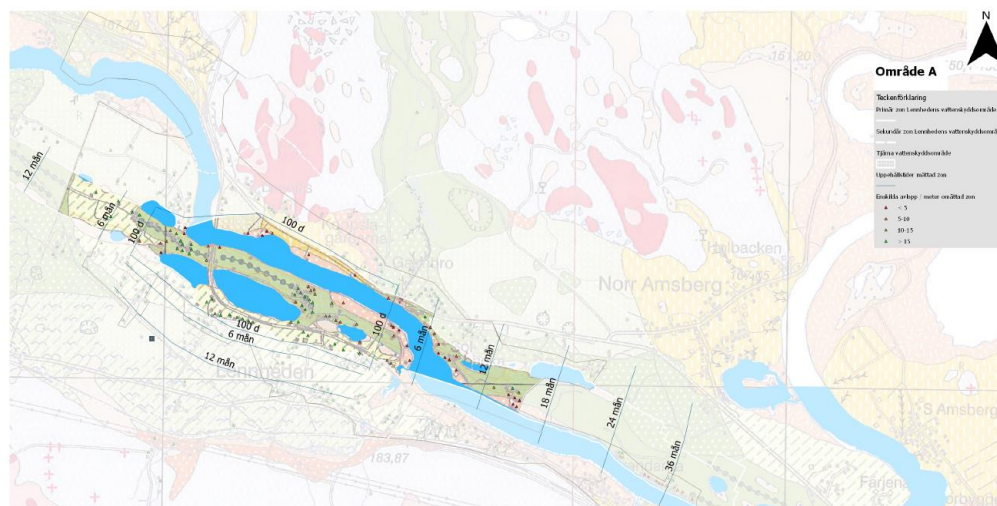 N
Område A
Teckenförklaring
Primär zon Lennhedens vattenskyddsområde
Sekundär zon Lennhedens vattenskyddsområde
Tjärna vattenskyddsområde
Uppehållstider mättad zon
Enskilda avlopp / meter omättad zon
< 5
5-10
10-15
> 15
161,20
12 mån
6 mån
100 d
100 d
100 d
6 mån
12 mån
100 d
6 mån
12 mån
18 mån
24 mån
36 mån
Norr Amsberg
Lennheden
S Amsberg
183,87